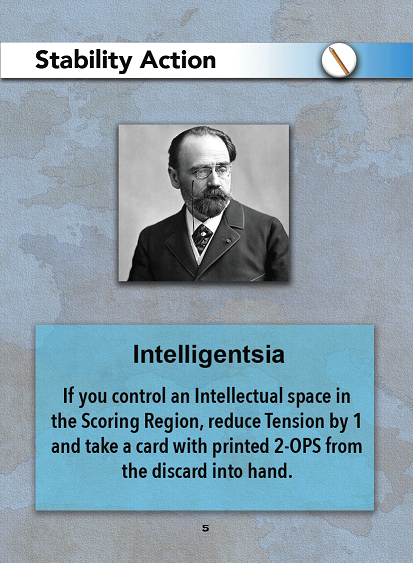 Stability Action
Intelligentsia
If you control an Intellectual space in
the Scoring Region, reduce Tension by 1
and take a card with printed 2-OPS from
the discard into hand.
5